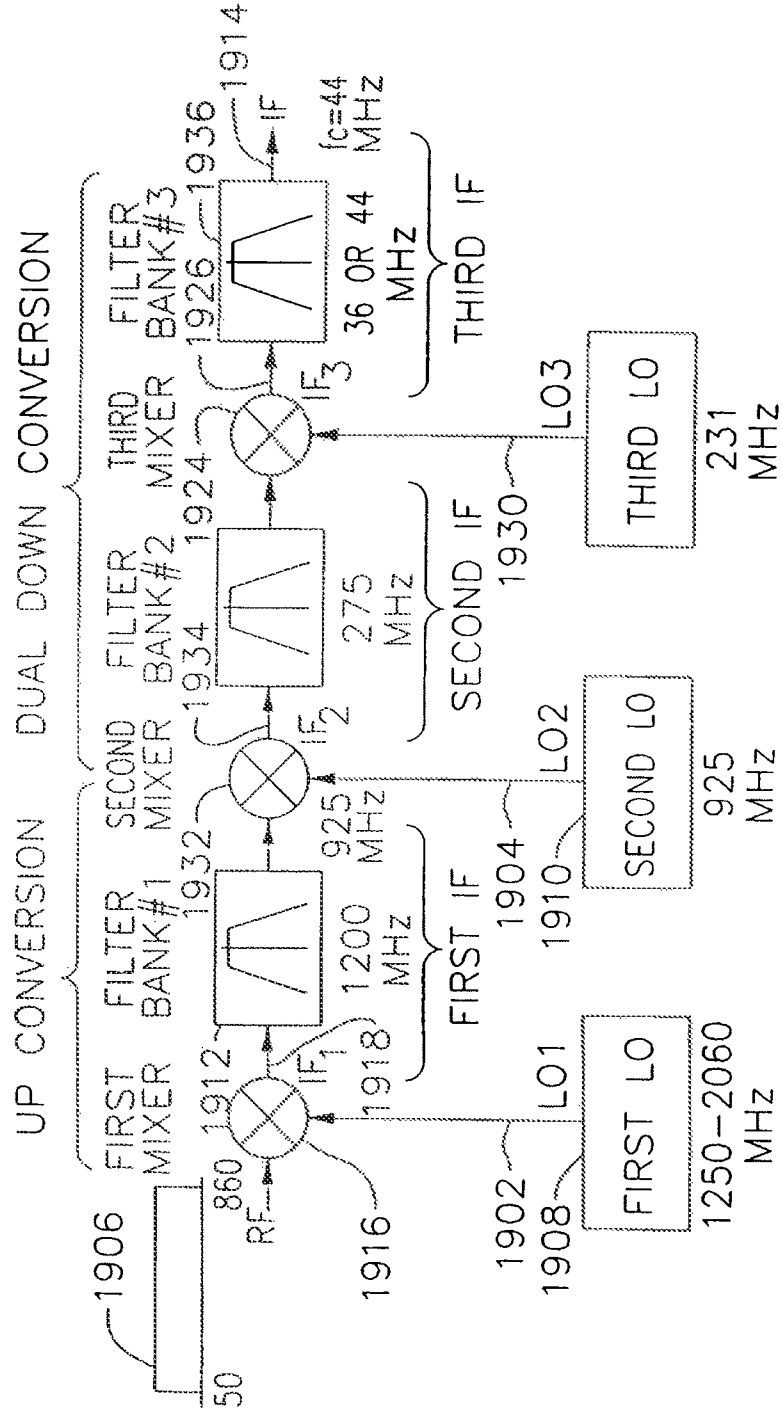 UP CONVERSION
DUAL DOWN CONVERSION
FIRST
MIXER
FILTER
BANK#1
SECOND
MIXER
FILTER
BANK#2
THIRD
MIXER
FILTER
BANK#3
1906
50
860
RF
1916
1912
IF1
1918
1200
MHz
FIRST IF
1932
925
MHz
IF2
1934
275
MHz
SECOND IF
1924
IF3
1926
1936
36 OR 44
MHz
THIRD IF
1914
IF
fc=44
MHz
1902
LO1
1908
FIRST LO
1250-2060
MHz
1904
LO2
1910
SECOND LO
925
MHz
1930
LO3
THIRD LO
231
MHz